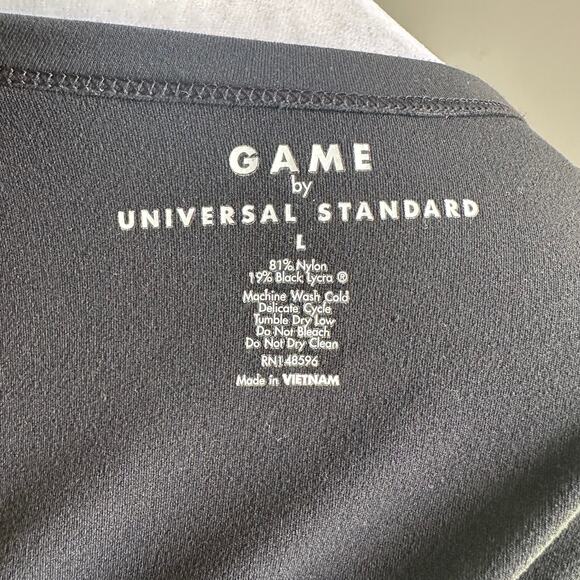 GAME
by
UNIVERSAL STANDARD
L
81% Nylon
19% Black Lycra ®
Machine Wash Cold
Delicate Cycle
Tumble Dry Low
Do Not Bleach
Do Not Dry Clean
RN148596
Made in VIETNAM